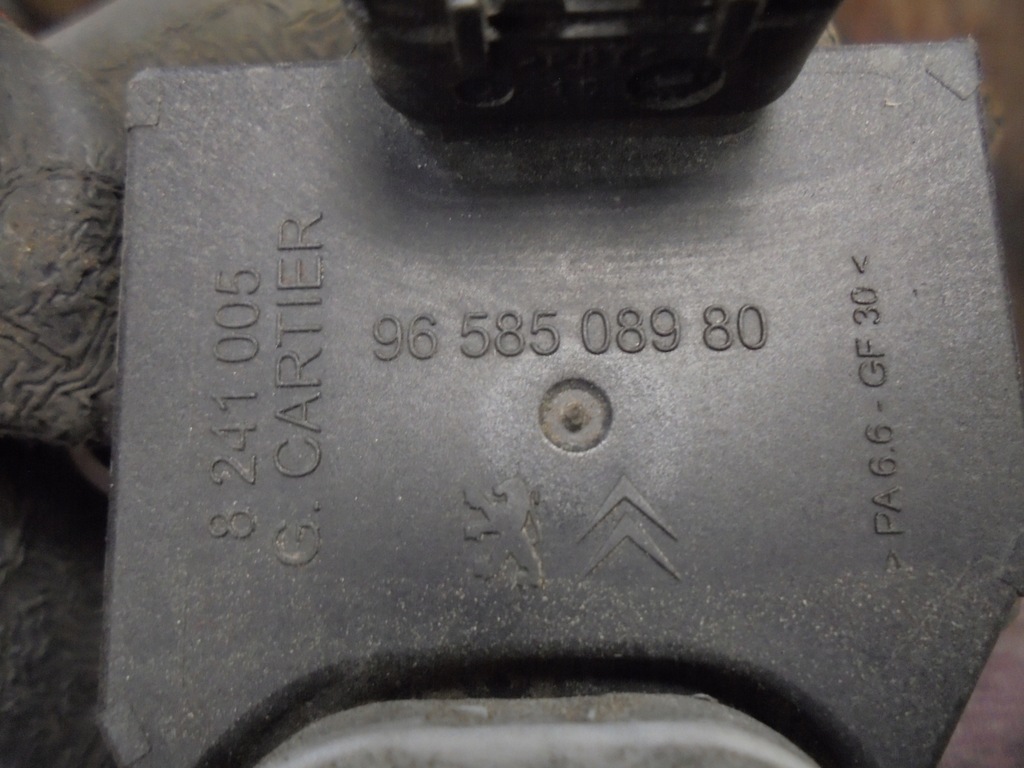 8 241 005
G. CARTIER
96 585 089 80
>PA 6.6 - GF 30<